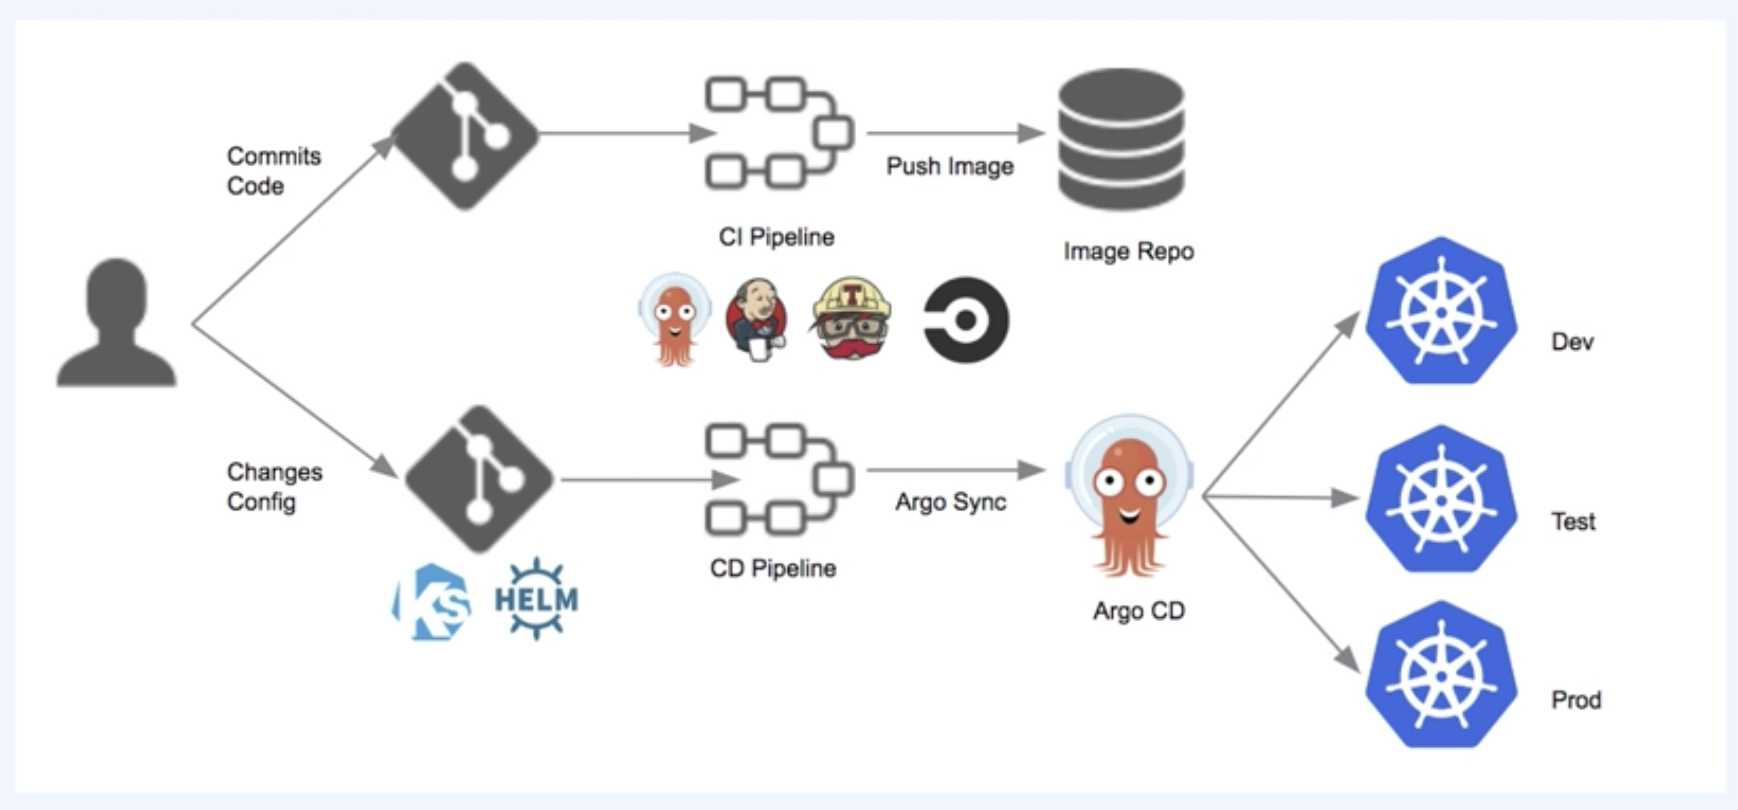 Commits
Code
Push Image
CI Pipeline
Image Repo
T
Dev
Changes
Config
Argo Sync
Test
CD Pipeline
KS
HELM
Argo CD
Prod